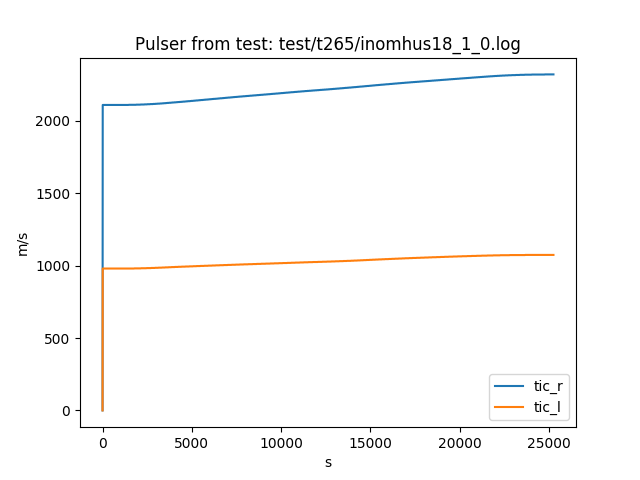 Pulser from test: test/t265/inomhus18_1_0.log
2000
1500
1000
500
0
m/s
0 5000 10000 15000 20000 25000
s
tic_r
tic_l